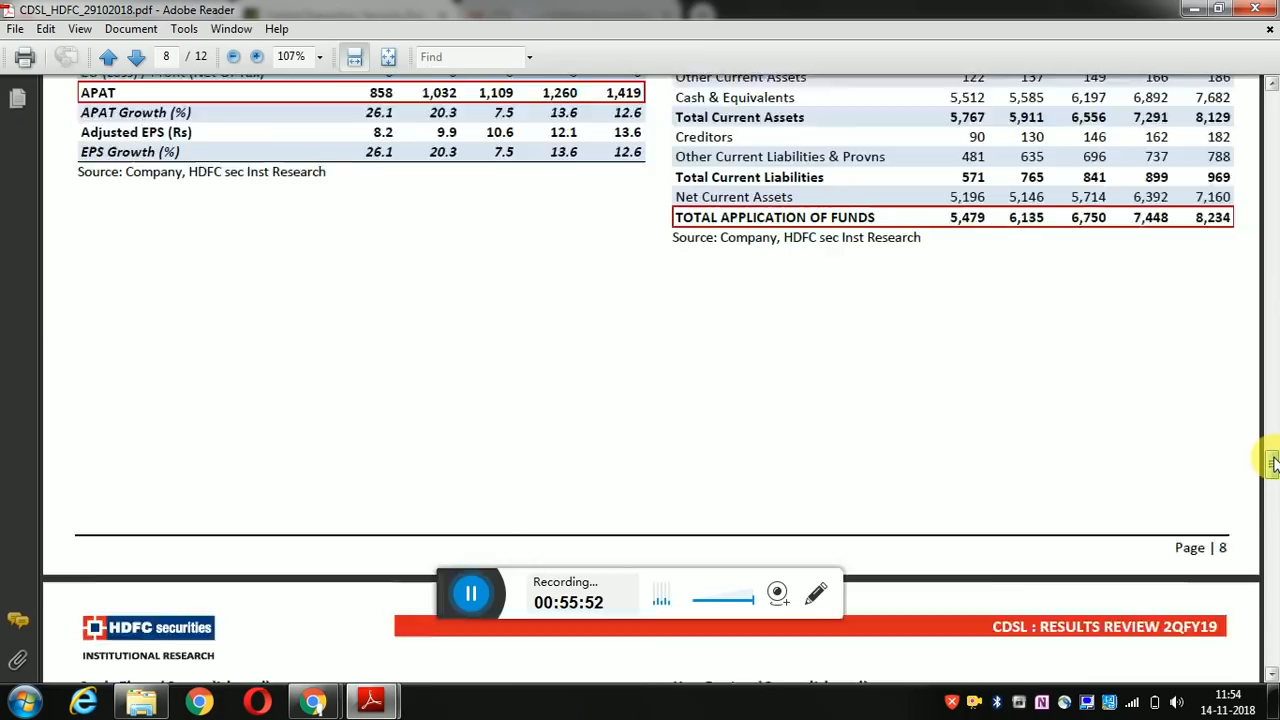 CDSL_HDFC_29102018.pdf - Adobe Reader
File Edit View Document Tools Window Help
8 / 12 107% Find
APAT 858 1,032 1,109 1,260 1,419
APAT Growth (%) 26.1 20.3 7.5 13.6 12.6
Adjusted EPS (Rs) 8.2 9.9 10.6 12.1 13.6
EPS Growth (%) 26.1 20.3 7.5 13.6 12.6
Source: Company, HDFC sec Inst Research
Other Current Assets 122 137 149 166 186
Cash & Equivalents 5,512 5,585 6,197 6,892 7,682
Total Current Assets 5,767 5,911 6,556 7,291 8,129
Creditors 90 130 146 162 182
Other Current Liabilities & Provns 481 635 696 737 788
Total Current Liabilities 571 765 841 899 969
Net Current Assets 5,196 5,146 5,714 6,392 7,160
TOTAL APPLICATION OF FUNDS 5,479 6,135 6,750 7,448 8,234
Source: Company, HDFC sec Inst Research
Page | 8
Recording...
00:55:52
HDFC securities
INSTITUTIONAL RESEARCH
CDSL : RESULTS REVIEW 2QFY19
11:54
14-11-2018